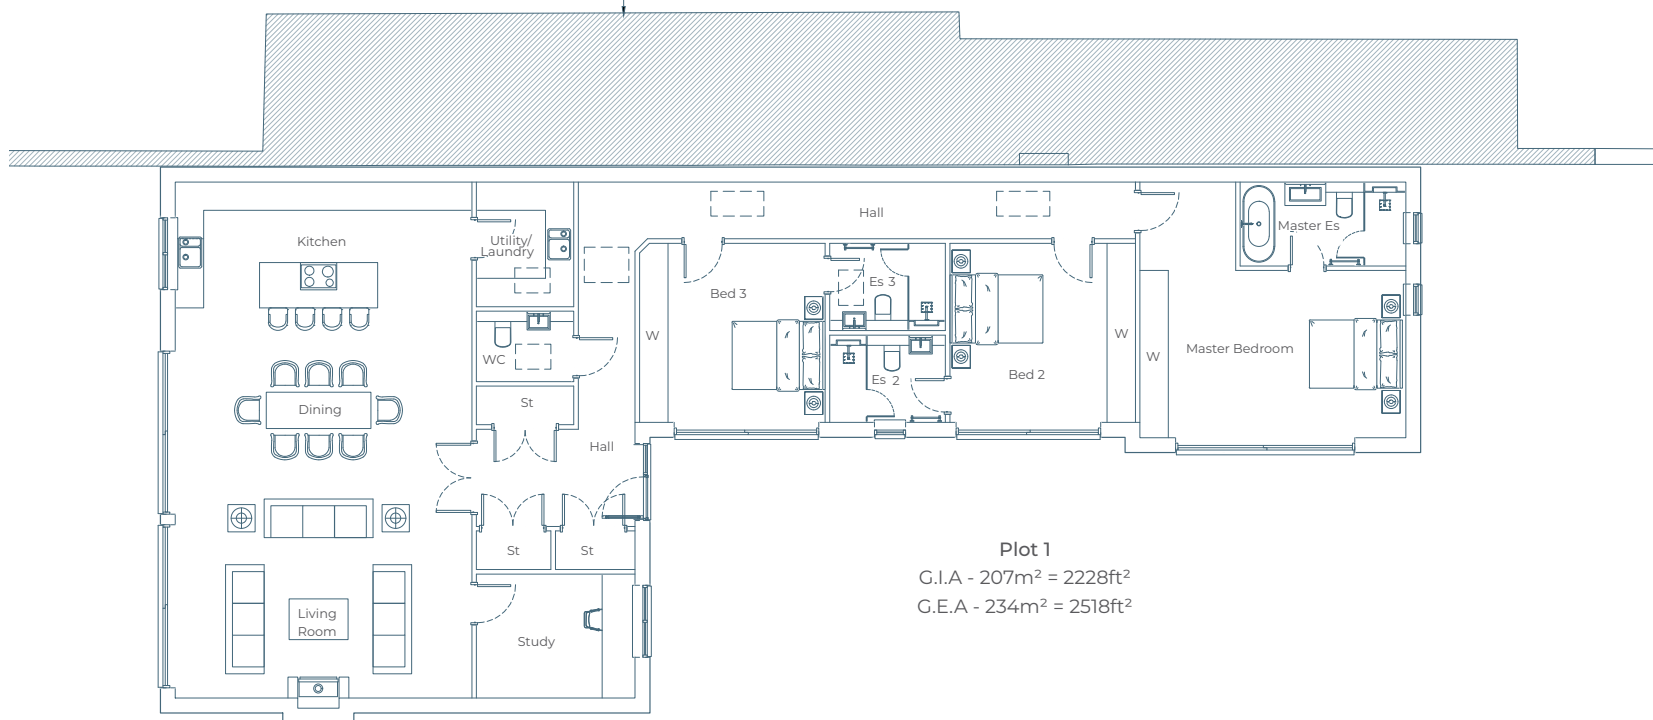 Hall
Kitchen
Utility/
Laundry
Master Es
Es 3
Bed 3
W
W
W
Master Bedroom
WC
Bed 2
Es 2
St
Dining
Hall
St
St
Plot 1
G.I.A - 207m² = 2228ft²
G.E.A - 234m² = 2518ft²
Living
Room
Study